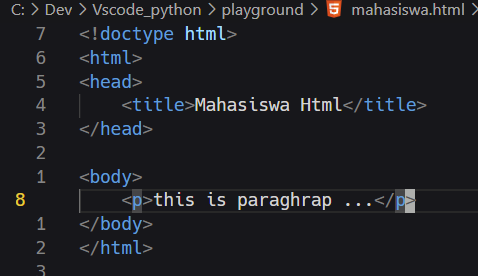 C: > Dev > Vscode_python > playground > mahasiswa.html >
7 <!doctype html>
6 <html>
5 <head>
4     <title>Mahasiswa Html</title>
3 </head>
2
1 <body>
8     <p>this is paraghrap ...</p>
1 </body>
2 </html>
3